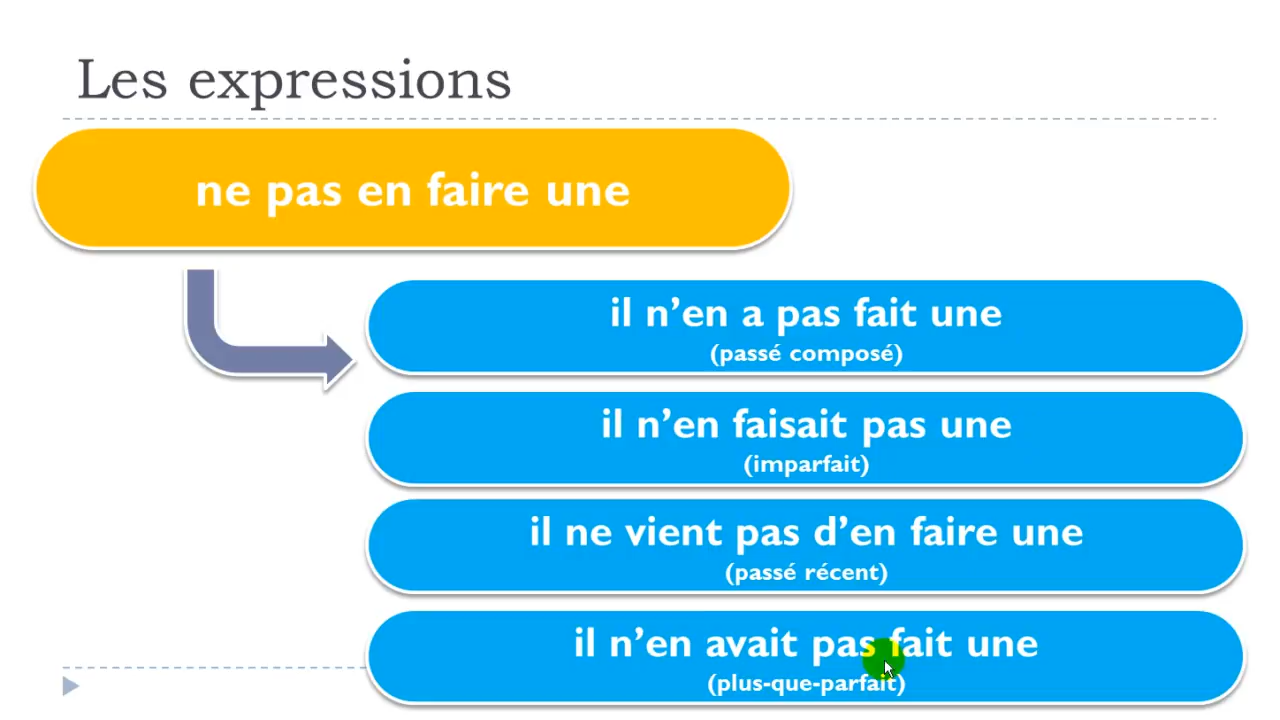 Les expressions
ne pas en faire une
il n’en a pas fait une
(passé composé)
il n’en faisait pas une
(imparfait)
il ne vient pas d’en faire une
(passé récent)
il n’en avait pas fait une
(plus-que-parfait)